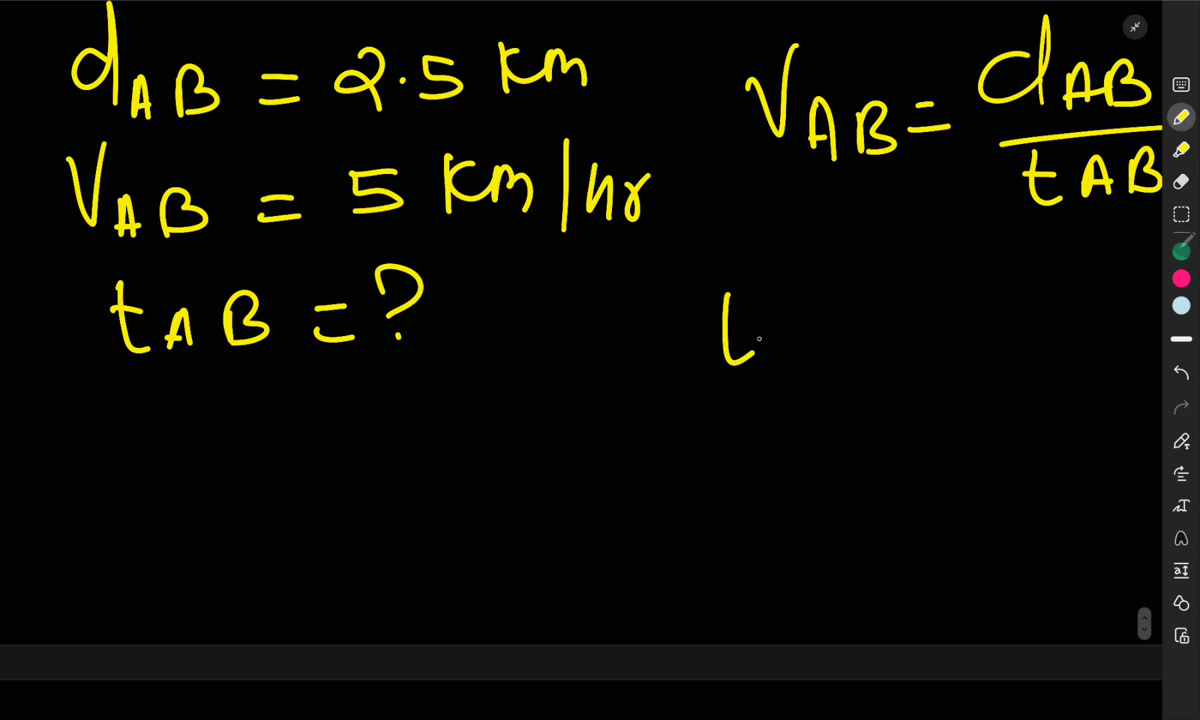 dAB = 2.5 km
VAB = 5 km/hr
tAB = ?
VAB = dAB
tAB